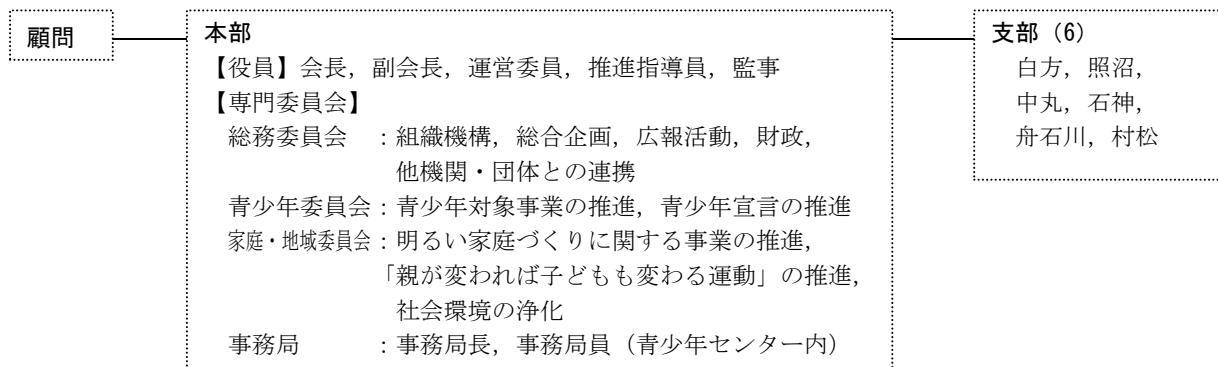 顧問
本部
【役員】会長，副会長，運営委員，推進指導員，監事
【専門委員会】
総務委員会　：組織機構，総合企画，広報活動，財政，
他機関・団体との連携
青少年委員会：青少年対象事業の推進，青少年宣言の推進
家庭・地域委員会：明るい家庭づくりに関する事業の推進，
「親が変われば子どもも変わる運動」の推進，
社会環境の浄化
事務局　　　：事務局長，事務局員（青少年センター内）
支部（6）
白方，照沼，
中丸，石神，
舟石川，村松